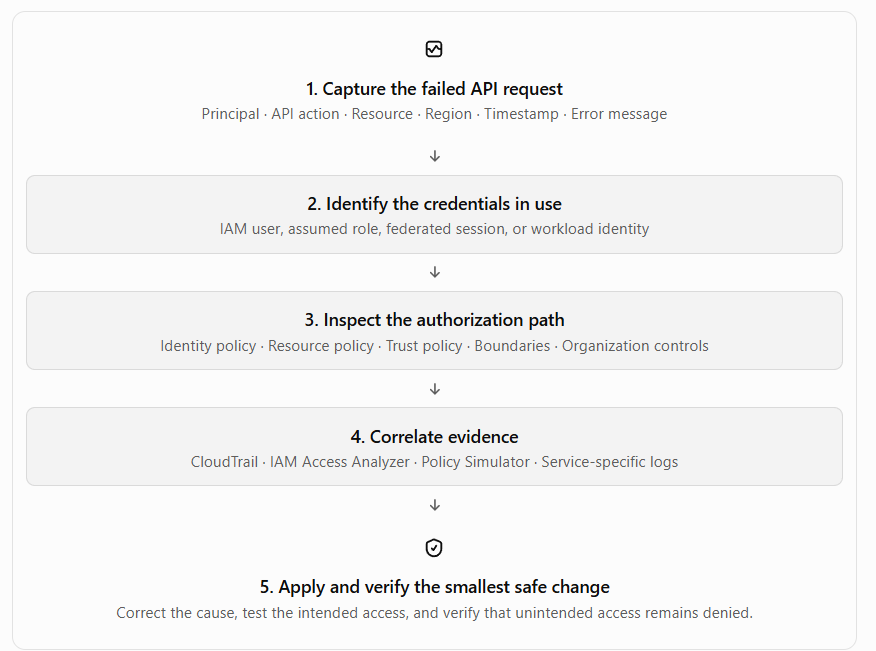 1. Capture the failed API request
Principal · API action · Resource · Region · Timestamp · Error message
2. Identify the credentials in use
IAM user, assumed role, federated session, or workload identity
3. Inspect the authorization path
Identity policy · Resource policy · Trust policy · Boundaries · Organization controls
4. Correlate evidence
CloudTrail · IAM Access Analyzer · Policy Simulator · Service-specific logs
5. Apply and verify the smallest safe change
Correct the cause, test the intended access, and verify that unintended access remains denied.